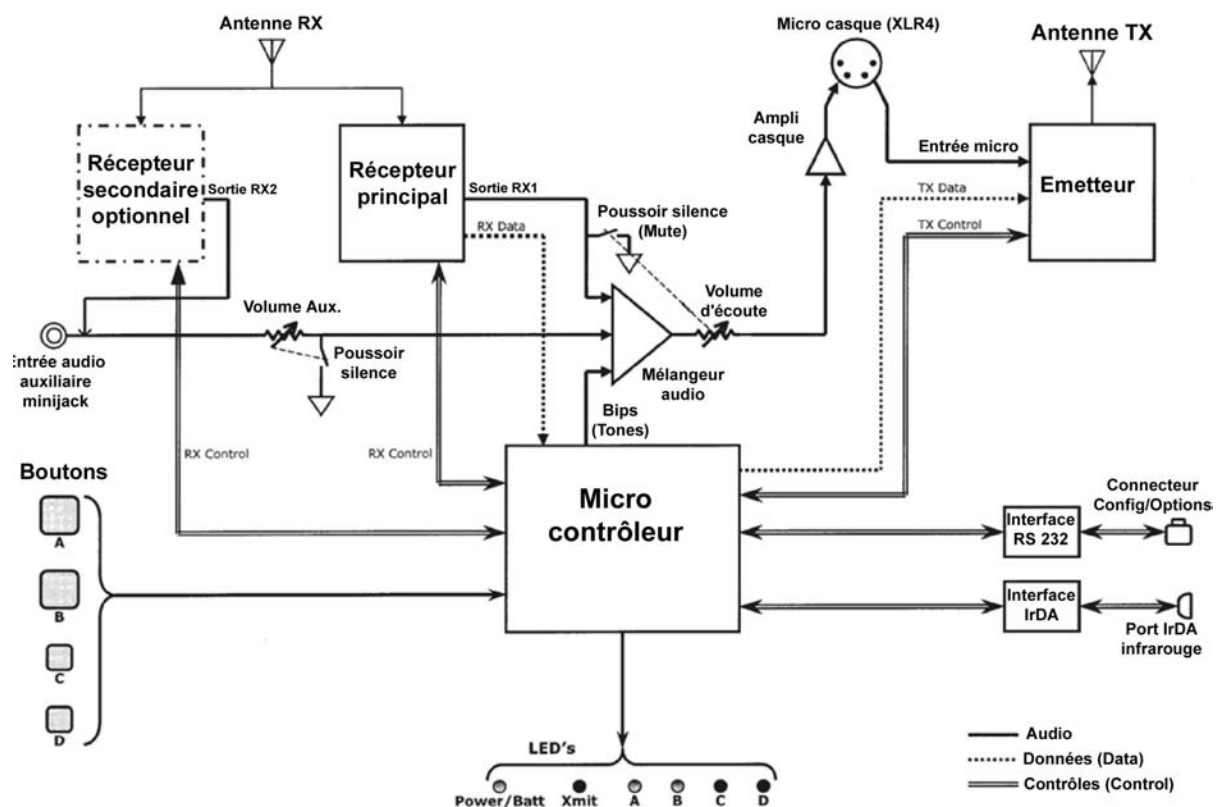 Antenne RX
Micro casque (XLR4)
Antenne TX
Ampli
casque
Récepteur
secondaire
optionnel
Sortie RX2
Récepteur
principal
Sortie RX1
RX Data
Poussoir silence
(Mute)
Entrée micro
TX Data
TX Control
Emetteur
Volume Aux.
Volume
d'écoute
Entrée audio
auxiliaire
minijack
Poussoir
silence
Mélangeur
audio
Bips
(Tones)
RX Control
RX Control
Boutons
A
B
C
D
Micro
contrôleur
Interface
RS 232
Connecteur
Config/Options
Interface
IrDA
Port IrDA
infrarouge
LED's
Power/Batt
Xmit
A
B
C
D
Audio
Données (Data)
Contrôles (Control)